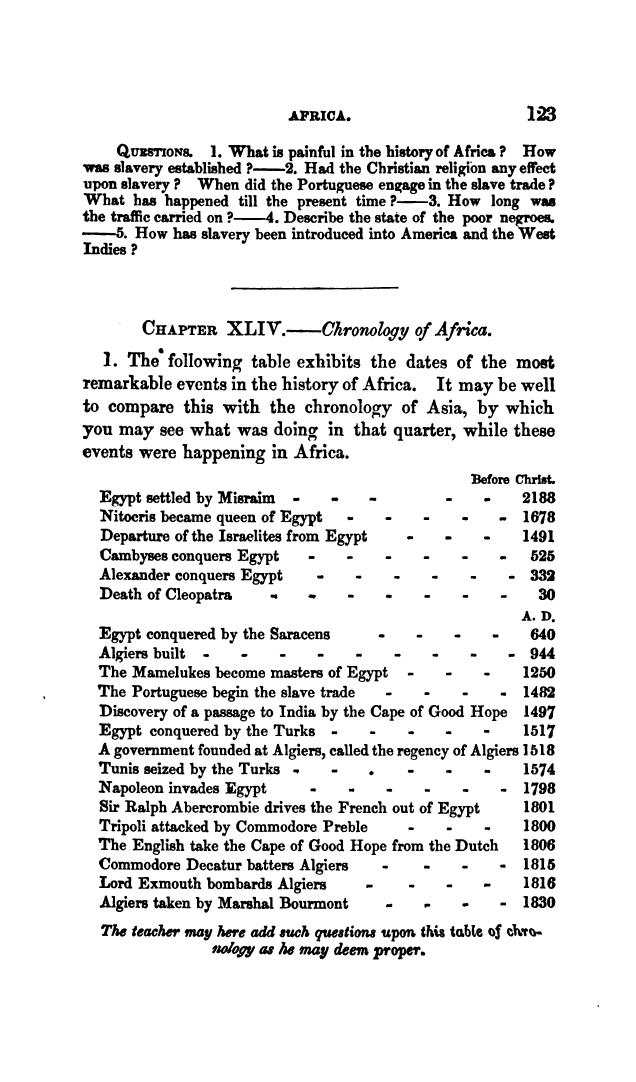 AFRICA. 123
QUESTIONS. 1. What is painful in the history of Africa? How
was slavery established?——2. Had the Christian religion any effect
upon slavery? When did the Portuguese engage in the slave trade?
What has happened till the present time?——3. How long was
the traffic carried on?——4. Describe the state of the poor negroes.
——5. How has slavery been introduced into America and the West
Indies?
CHAPTER XLIV.——Chronology of Africa.
1. The following table exhibits the dates of the most
remarkable events in the history of Africa. It may be well
to compare this with the chronology of Asia, by which
you may see what was doing in that quarter, while these
events were happening in Africa.
Before Christ.
Egypt settled by Misraim - - - - - 2188
Nitocris became queen of Egypt - - - - - 1678
Departure of the Israelites from Egypt - - - 1491
Cambyses conquers Egypt - - - - - - 525
Alexander conquers Egypt - - - - - - 332
Death of Cleopatra - - - - - - - 30
A. D.
Egypt conquered by the Saracens - - - - 640
Algiers built - - - - - - - - - 944
The Mamelukes become masters of Egypt - - - 1250
The Portuguese begin the slave trade - - - - 1482
Discovery of a passage to India by the Cape of Good Hope 1497
Egypt conquered by the Turks - - - - - 1517
A government founded at Algiers, called the regency of Algiers 1518
Tunis seized by the Turks - - - - - - 1574
Napoleon invades Egypt - - - - - - 1798
Sir Ralph Abercrombie drives the French out of Egypt 1801
Tripoli attacked by Commodore Preble - - - 1800
The English take the Cape of Good Hope from the Dutch 1806
Commodore Decatur batters Algiers - - - - 1815
Lord Exmouth bombards Algiers - - - - 1816
Algiers taken by Marshal Bourmont - - - - 1830
The teacher may here add such questions upon this table of chro-
nology as he may deem proper.